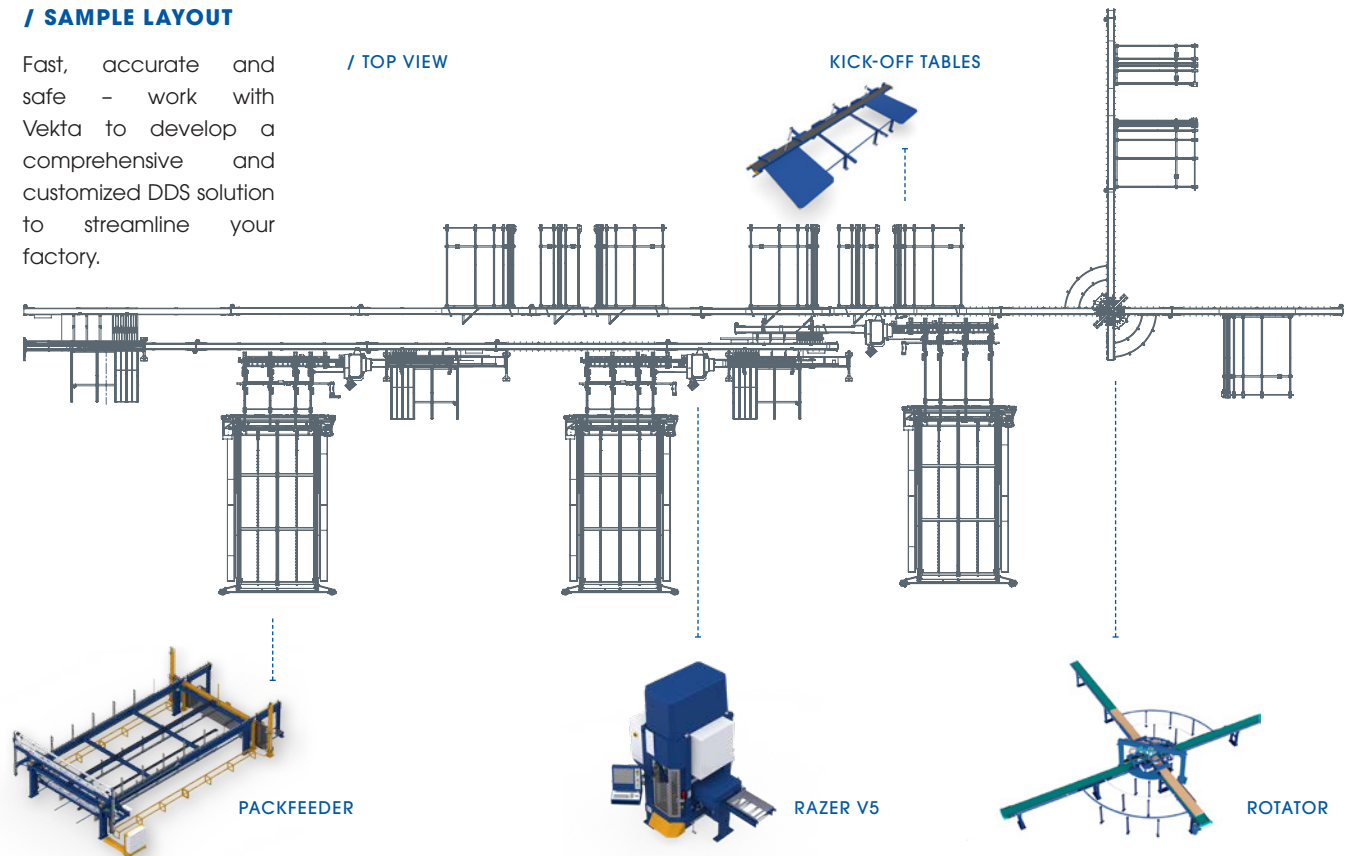 / SAMPLE LAYOUT
Fast, accurate and
safe – work with
Vekta to develop a
comprehensive and
customized DDS solution
to streamline your
factory.
/ TOP VIEW
KICK-OFF TABLES
PACKFEEDER
RAZER V5
ROTATOR